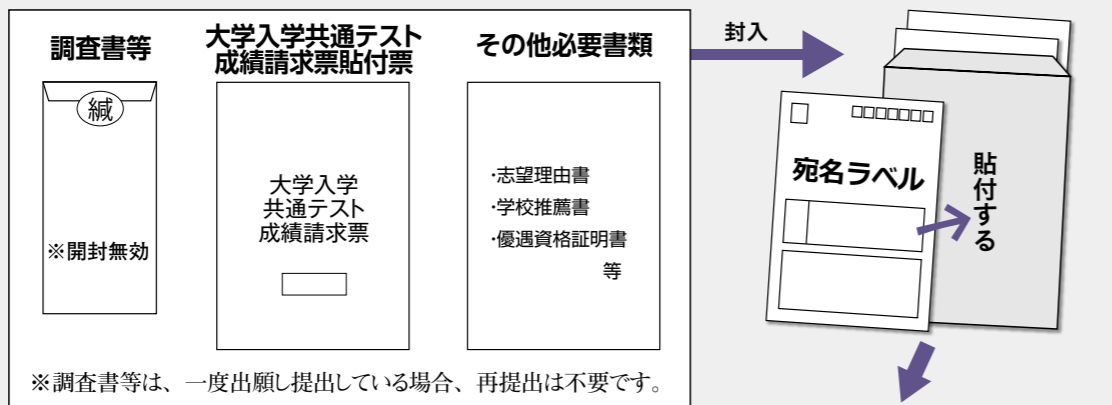 調査書等
緘
※開封無効
大学入学共通テスト
成績請求票貼付票
大学入学
共通テスト
成績請求票
その他必要書類
・志望理由書
・学校推薦書
・優遇資格証明書
等
※調査書等は、一度出願し提出している場合、再提出は不要です。
封入
宛名ラベル
貼付する